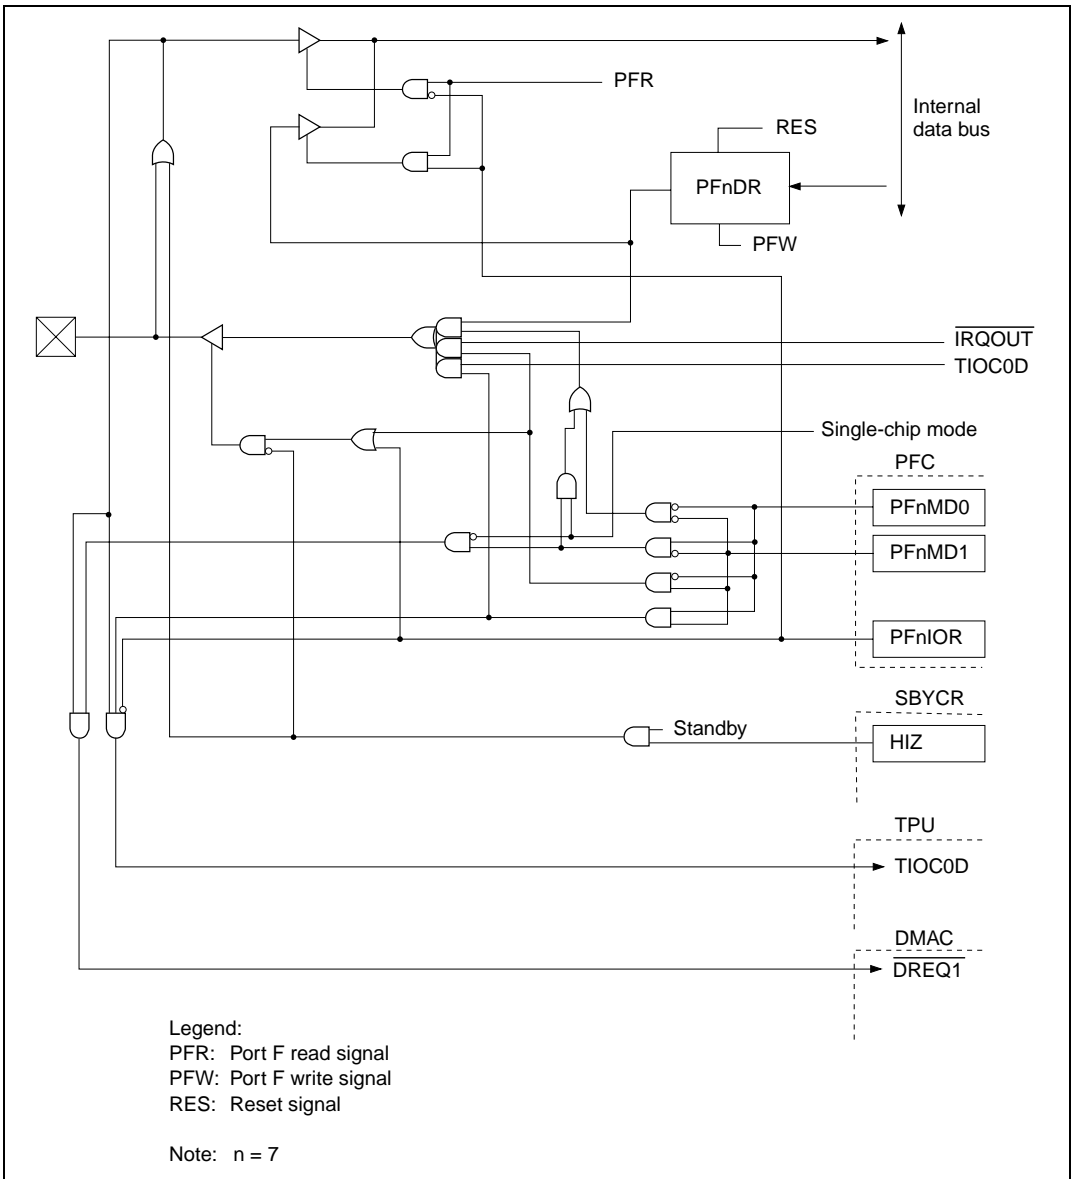 PFR
Internal
data bus
RES
PFnDR
PFW
IRQOUT
TIOC0D
Single-chip mode
PFC
PFnMD0
PFnMD1
PFnIOR
SBYCR
Standby
HIZ
TPU
TIOC0D
DMAC
DREQ1
Legend:
PFR: Port F read signal
PFW: Port F write signal
RES: Reset signal
Note: n = 7